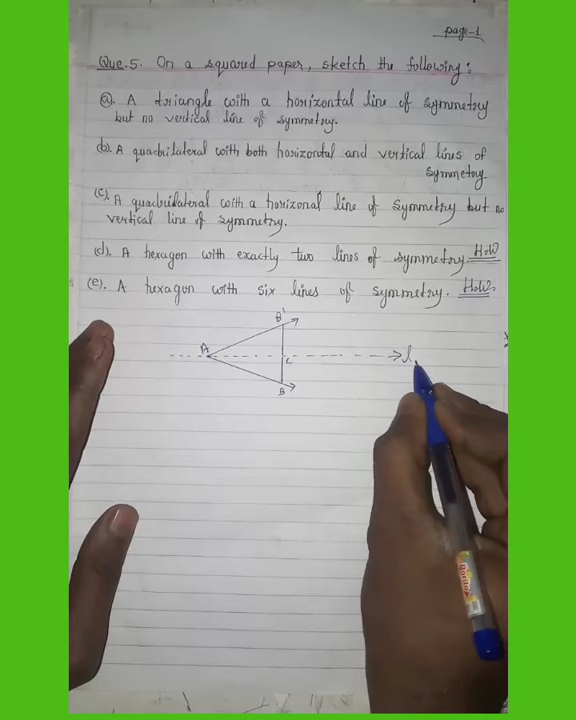 page-1
Que.5. On a squared paper, sketch the following:
(a). A triangle with a horizontal line of symmetry
but no vertical line of symmetry.
(b). A quadrilateral with both horizontal and vertical lines of
symmetry.
(c). A quadrilateral with a horizonal line of symmetry but no
vertical line of symmetry.
(d). A hexagon with exactly two lines of symmetry. H.W
(e). A hexagon with six lines of symmetry. H.W.
B'
A
L
l
B